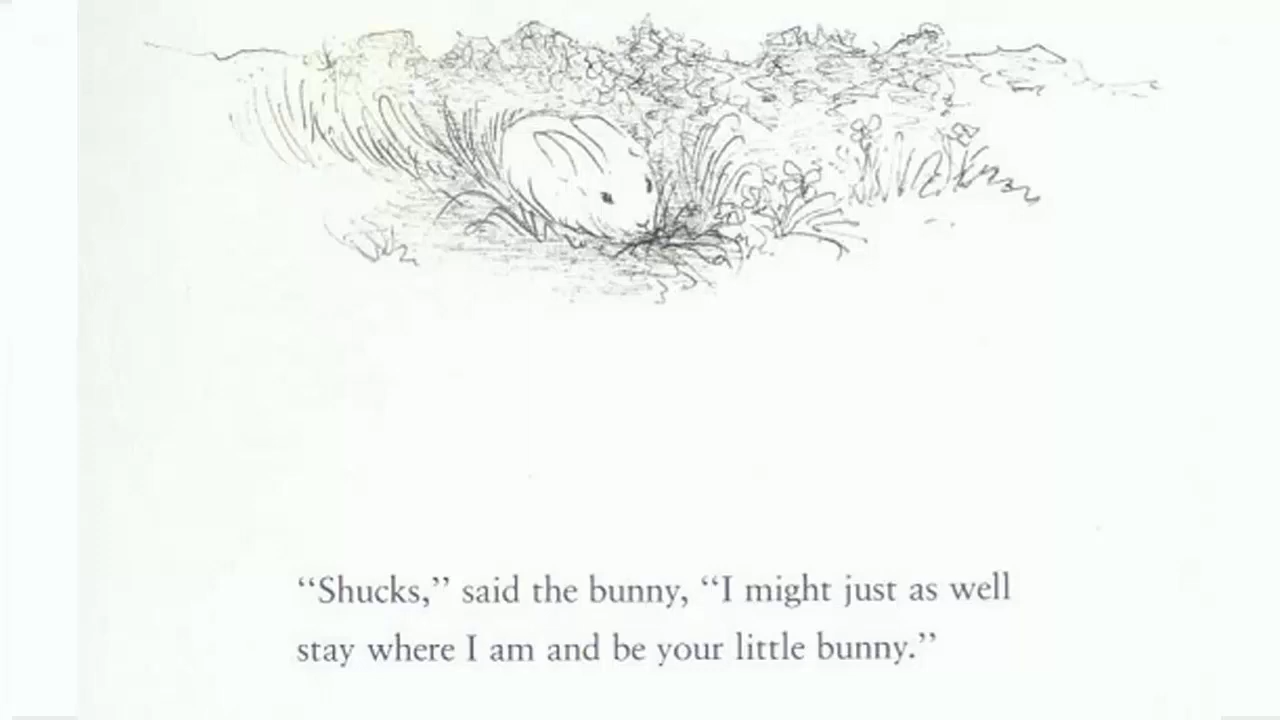 “Shucks,” said the bunny, “I might just as well
stay where I am and be your little bunny.”